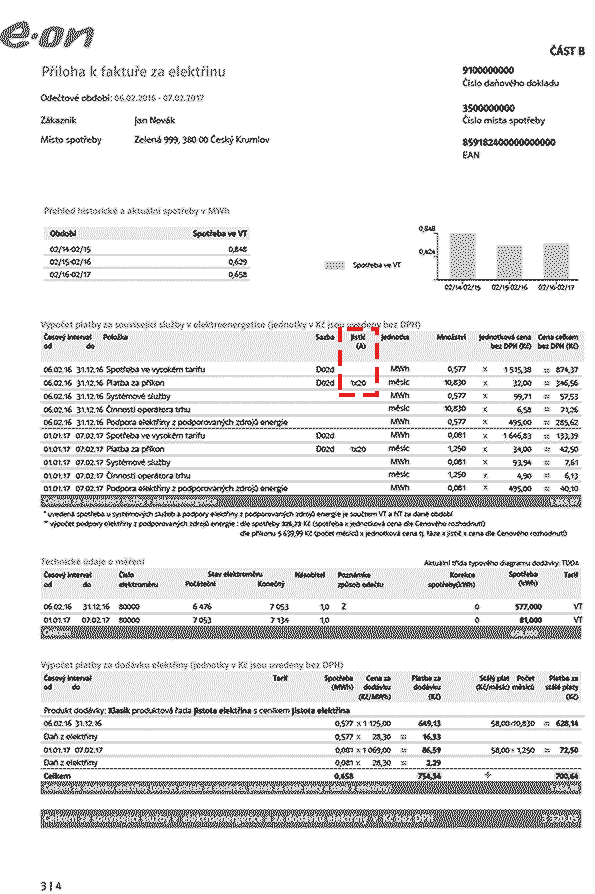 e·on
ČÁST B
Příloha k faktuře za elektřinu
9100000000
Číslo daňového dokladu
Odečtové období: 06.02.2016 - 07.02.2017
3500000000
Číslo místa spotřeby
Zákazník Jan Novák
Místo spotřeby Zelená 999, 380 00 Český Krumlov
859182400000000000
EAN
Přehled historické a aktuální spotřeby v MWh
Období Spotřeba ve VT
02/14-02/15 0,848
02/15-02/16 0,629
02/16-02/17 0,658
0,848
0,424
Spotřeba ve VT
02/14-02/15 02/15-02/16 02/16-02/17
Výpočet platby za související služby v elektroenergetice (jednotky v Kč jsou uvedeny bez DPH)
Časový interval Položka Sazba Jistič Jednotka Množství Jednotková cena Cena celkem
od do (A) bez DPH (Kč) bez DPH (Kč)
06.02.16 31.12.16 Spotřeba ve vysokém tarifu D02d MWh 0,577 x 1 515,38 = 874,37
06.02.16 31.12.16 Platba za příkon D02d 1x20 měsíc 10,830 x 32,00 = 346,56
06.02.16 31.12.16 Systémové služby MWh 0,577 x 99,71 = 57,53
06.02.16 31.12.16 Činnosti operátora trhu měsíc 10,830 x 6,58 = 71,26
06.02.16 31.12.16 Podpora elektřiny z podporovaných zdrojů energie MWh 0,577 x 495,00 = 285,62
01.01.17 07.02.17 Spotřeba ve vysokém tarifu D02d MWh 0,081 x 1 646,83 = 133,39
01.01.17 07.02.17 Platba za příkon D02d 1x20 měsíc 1,250 x 34,00 = 42,50
01.01.17 07.02.17 Systémové služby MWh 0,081 x 93,94 = 7,61
01.01.17 07.02.17 Činnosti operátora trhu měsíc 1,250 x 4,90 = 6,13
01.01.17 07.02.17 Podpora elektřiny z podporovaných zdrojů energie MWh 0,081 x 495,00 = 40,10
* uvedená spotřeba u systémových služeb a podpory elektřiny z podporovaných zdrojů energie je součtem VT a NT za dané období
** výpočet podpory elektřiny z podporovaných zdrojů energie : dle spotřeby Kč (spotřeba x jednotková cena dle Cenového rozhodnutí)
dle příkonu 5 639,99 Kč (počet měsíců x jednotková cena tj. fáze x jistič x cena dle Cenového rozhodnutí)
Technické údaje o měření
Aktuální třída typového diagramu dodávky: TDD4
Časový interval Číslo Stav elektroměru Násobitel Poznámka Korekce Spotřeba Tarif
od do elektroměru Počáteční Konečný způsob odečtu spotřeby(kWh) (kWh)
06.02.16 31.12.16 80000 6 476 7 053 1,0 Z 0 577,000 VT
01.01.17 07.02.17 80000 7 053 7 134 1,0 0 81,000 VT
Celkem
Výpočet platby za dodávku elektřiny (jednotky v Kč jsou uvedeny bez DPH)
Časový interval Tarif Spotřeba Cena za Platba za Stálý plat Počet Platba za
od do (MWh) dodávku dodávku (Kč/měsíc) měsíců stálé platy
(Kč/MWh) (Kč) (Kč)
Produkt dodávky: Klasik produktová řada Jistota elektřina s ceníkem Jistota elektřina
06.02.16 31.12.16 0,577 x 1 125,00 = 649,13 58,00 x 10,830 = 628,14
Daň z elektřiny 0,577 x 28,30 = 16,33
01.01.17 07.02.17 0,081 x 1 069,00 = 86,59 58,00 x 1,250 = 72,50
Daň z elektřiny 0,081 x 28,30 = 2,29
Celkem 0,658 754,34 + 700,64
Celkem za související služby v elektroenergetice a za dodávku elektřiny v Kč bez DPH 3 320,05
3 | 4